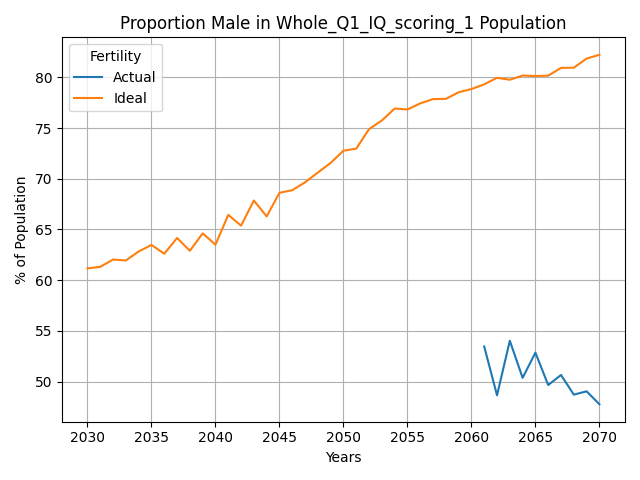 Proportion Male in Whole_Q1_IQ_scoring_1 Population
Fertility
Actual
Ideal
% of Population
80
75
70
65
60
55
50
2030 2035 2040 2045 2050 2055 2060 2065 2070
Years